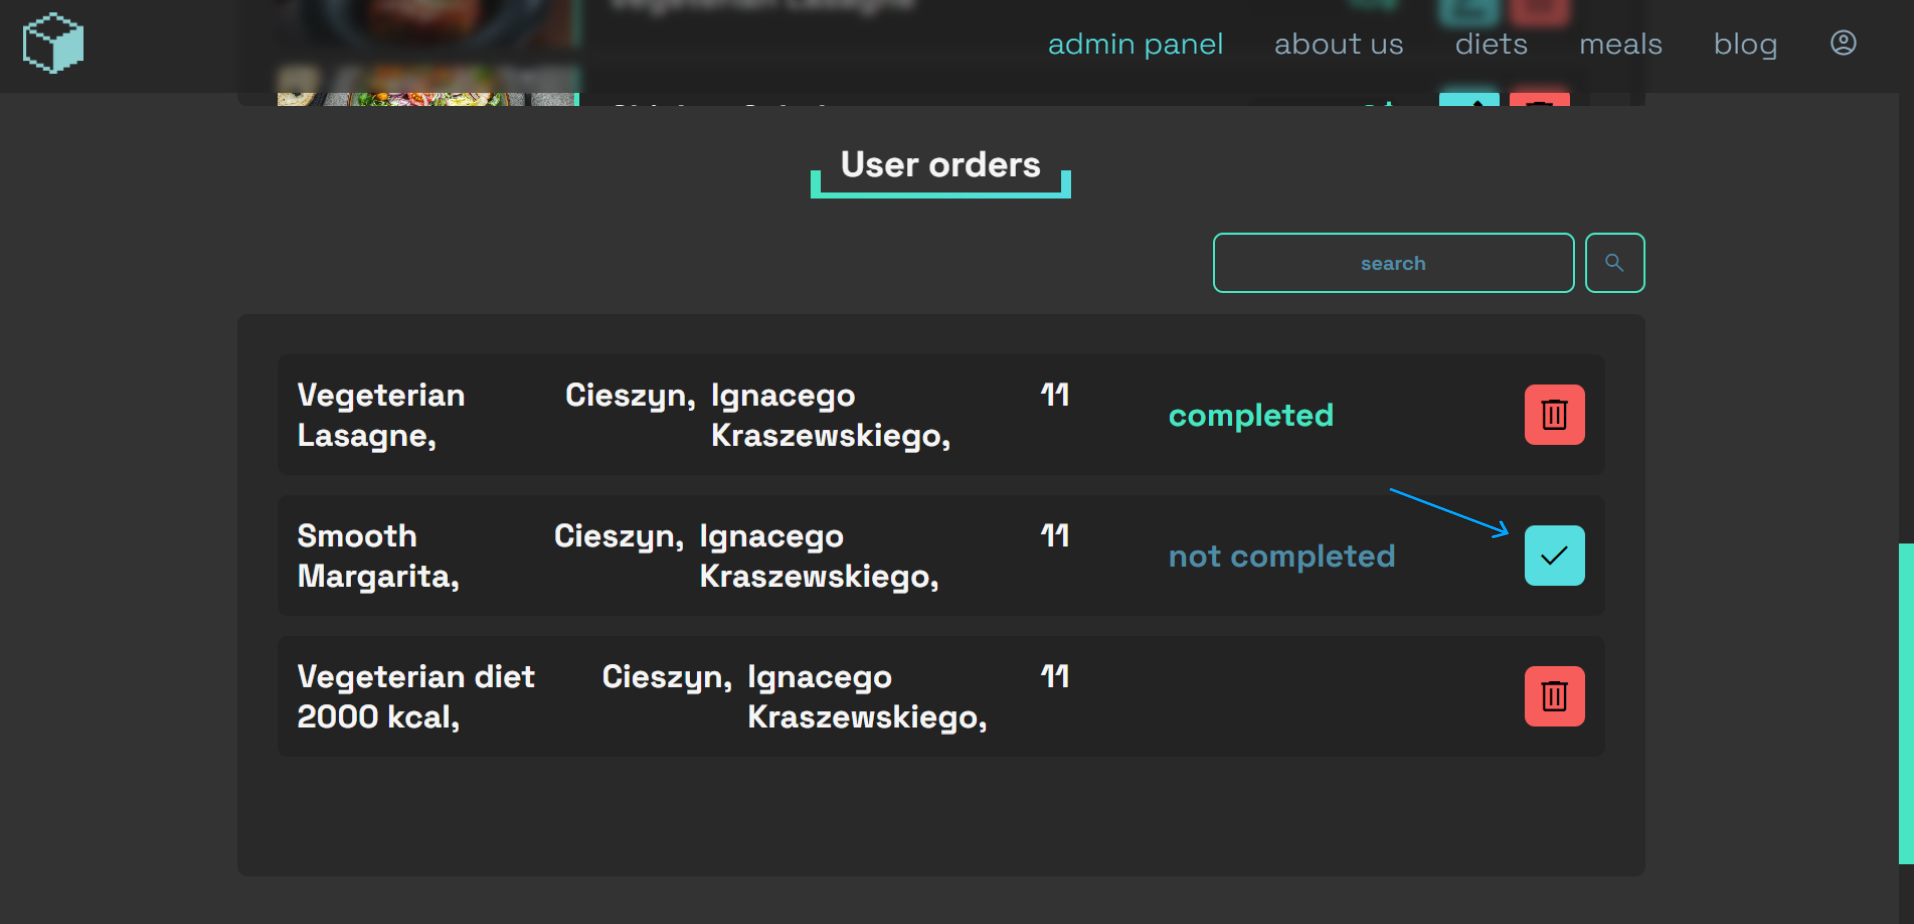 admin panel about us diets meals blog
User orders
search
Vegeterian Cieszyn, Ignacego 11
Lasagne, Kraszewskiego,
completed
Smooth Cieszyn, Ignacego 11
Margarita, Kraszewskiego,
not completed
Vegeterian diet Cieszyn, Ignacego 11
2000 kcal, Kraszewskiego,